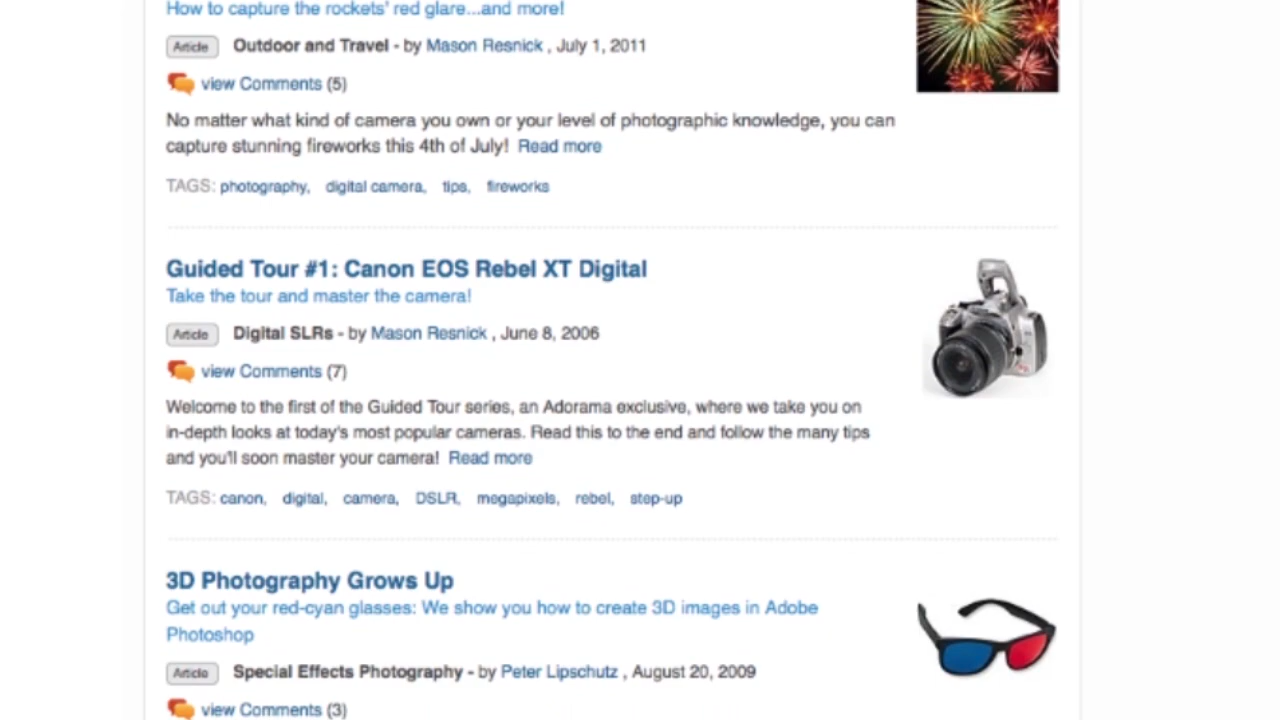 How to capture the rockets' red glare...and more!
Article Outdoor and Travel - by Mason Resnick , July 1, 2011
view Comments (5)
No matter what kind of camera you own or your level of photographic knowledge, you can
capture stunning fireworks this 4th of July! Read more
TAGS: photography, digital camera, tips, fireworks
Guided Tour #1: Canon EOS Rebel XT Digital
Take the tour and master the camera!
Article Digital SLRs - by Mason Resnick , June 8, 2006
view Comments (7)
Welcome to the first of the Guided Tour series, an Adorama exclusive, where we take you on
in-depth looks at today's most popular cameras. Read this to the end and follow the many tips
and you'll soon master your camera! Read more
TAGS: canon, digital, camera, DSLR, megapixels, rebel, step-up
3D Photography Grows Up
Get out your red-cyan glasses: We show you how to create 3D images in Adobe
Photoshop
Article Special Effects Photography - by Peter Lipschutz , August 20, 2009
view Comments (3)